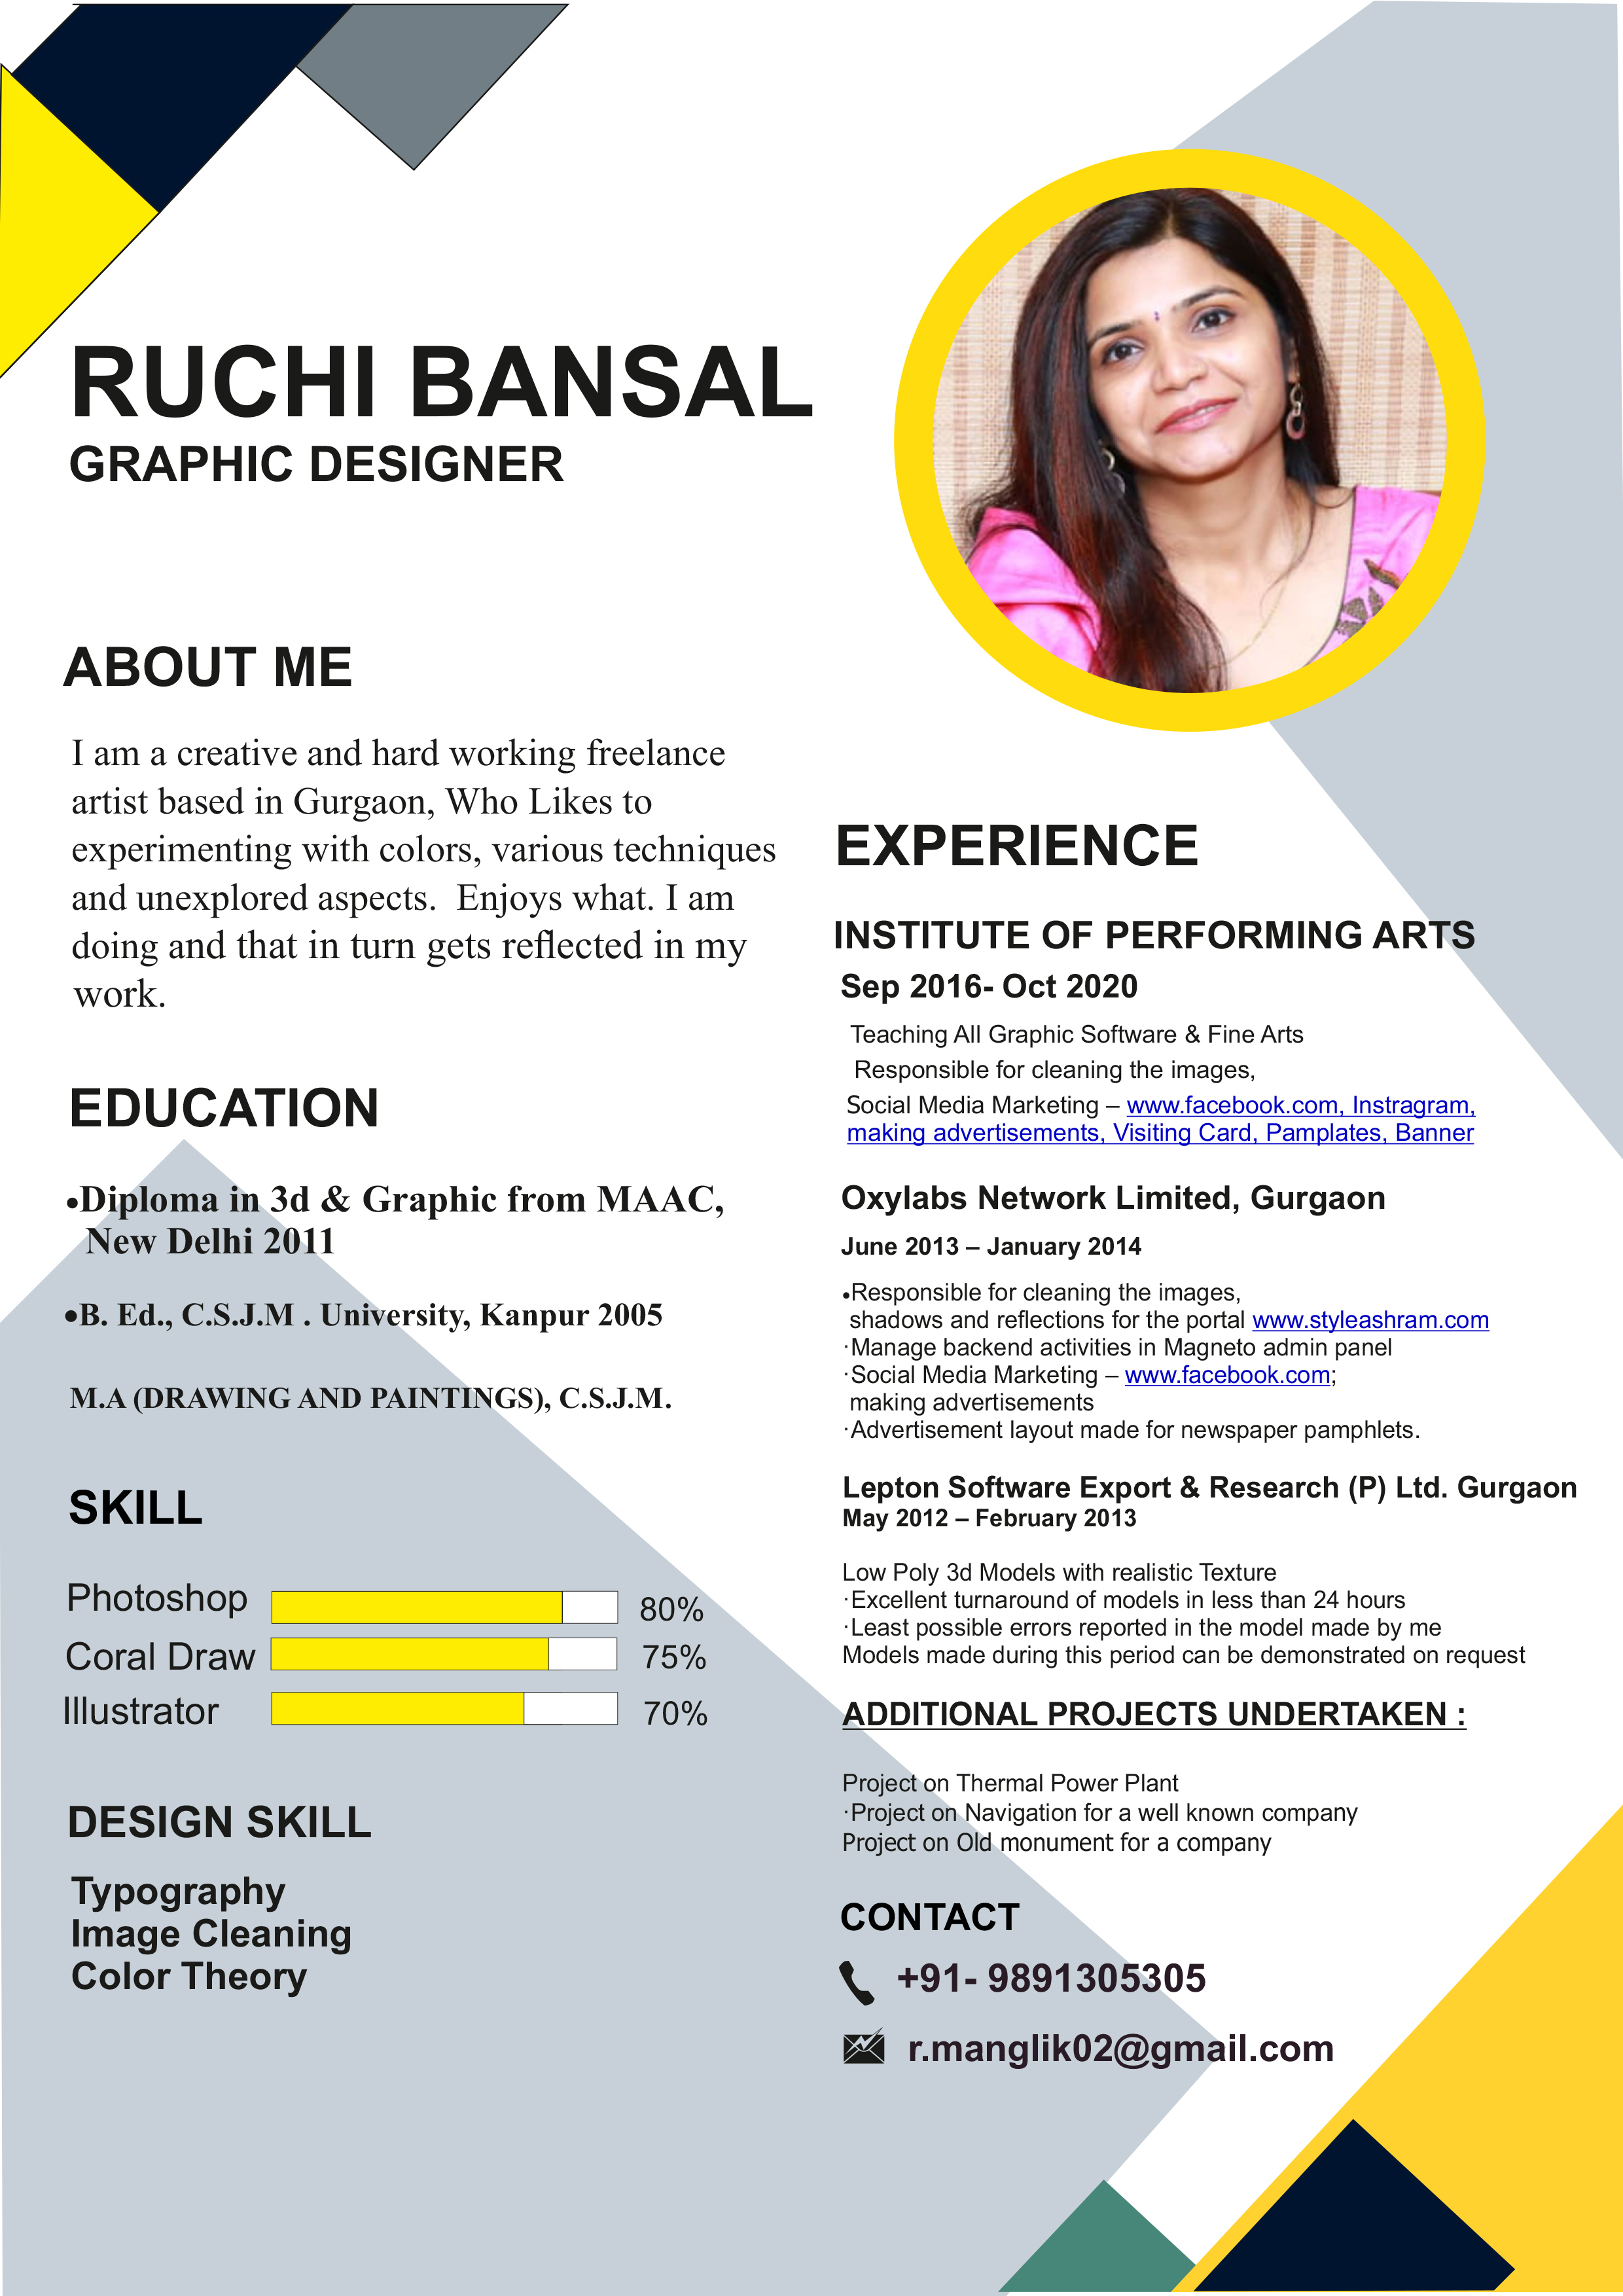 RUCHI BANSAL
GRAPHIC DESIGNER
ABOUT ME
I am a creative and hard working freelance
artist based in Gurgaon, Who Likes to
experimenting with colors, various techniques
and unexplored aspects.  Enjoys what. I am
doing and that in turn gets reflected in my
work.
EDUCATION
•Diploma in 3d & Graphic from MAAC,
New Delhi 2011
•B. Ed., C.S.J.M . University, Kanpur 2005
M.A (DRAWING AND PAINTINGS), C.S.J.M.
SKILL
Photoshop 80%
Coral Draw 75%
Illustrator 70%
DESIGN SKILL
Typography
Image Cleaning
Color Theory
EXPERIENCE
INSTITUTE OF PERFORMING ARTS
Sep 2016- Oct 2020
Teaching All Graphic Software & Fine Arts
Responsible for cleaning the images,
Social Media Marketing – www.facebook.com, Instragram,
making advertisements, Visiting Card, Pamplates, Banner
Oxylabs Network Limited, Gurgaon
June 2013 – January 2014
•Responsible for cleaning the images,
shadows and reflections for the portal www.styleashram.com
·Manage backend activities in Magneto admin panel
·Social Media Marketing – www.facebook.com;
making advertisements
·Advertisement layout made for newspaper pamphlets.
Lepton Software Export & Research (P) Ltd. Gurgaon
May 2012 – February 2013
Low Poly 3d Models with realistic Texture
·Excellent turnaround of models in less than 24 hours
·Least possible errors reported in the model made by me
Models made during this period can be demonstrated on request
ADDITIONAL PROJECTS UNDERTAKEN :
Project on Thermal Power Plant
·Project on Navigation for a well known company
Project on Old monument for a company
CONTACT
+91- 9891305305
r.manglik02@gmail.com